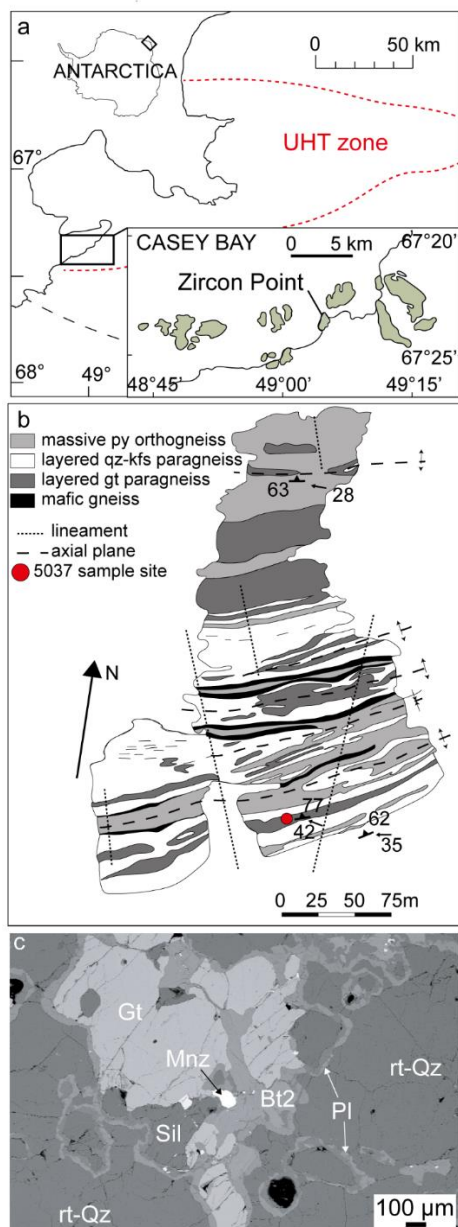 a
0 50 km
ANTARCTICA
UHT zone
67°
CASEY BAY
0 5 km
67°20'
Zircon Point
67°25'
68°
49°
48°45'
49°00'
49°15'
b
massive py orthogneiss
layered qz-kfs paragneiss
layered gt paragneiss
mafic gneiss
lineament
axial plane
5037 sample site
63
28
N
77
42
62
35
0 25 50 75m
c
Gt
Mnz
rt-Qz
Bt2
Pl
Sil
rt-Qz
100 µm